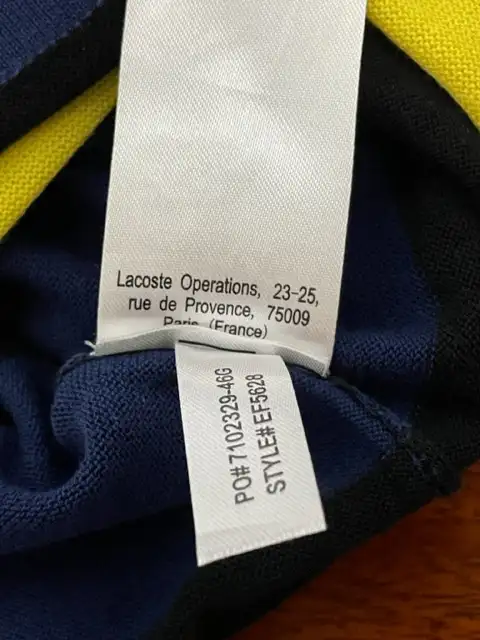 Lacoste Operations, 23-25,
rue de Provence, 75009
Paris (France)
PO#7102329-46G
STYLE#EF5628